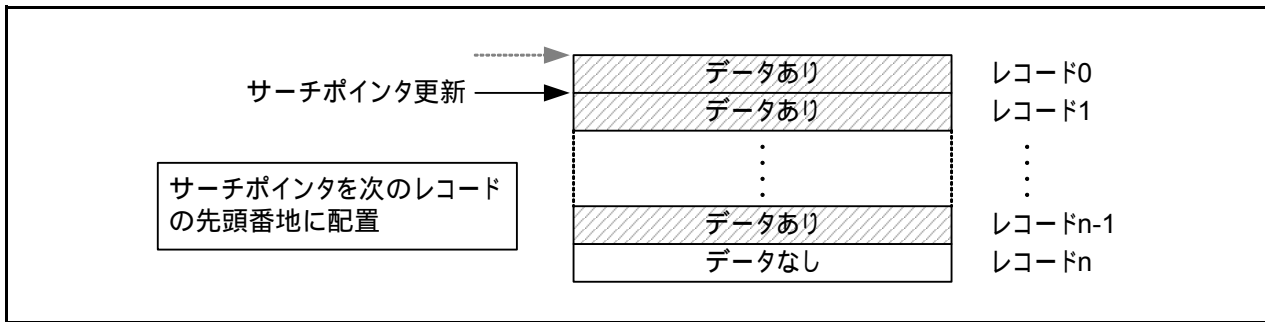 データあり レコード0
サーチポインタ更新
データあり レコード1
サーチポインタを次のレコード
の先頭番地に配置
データあり レコードn-1
データなし レコードn